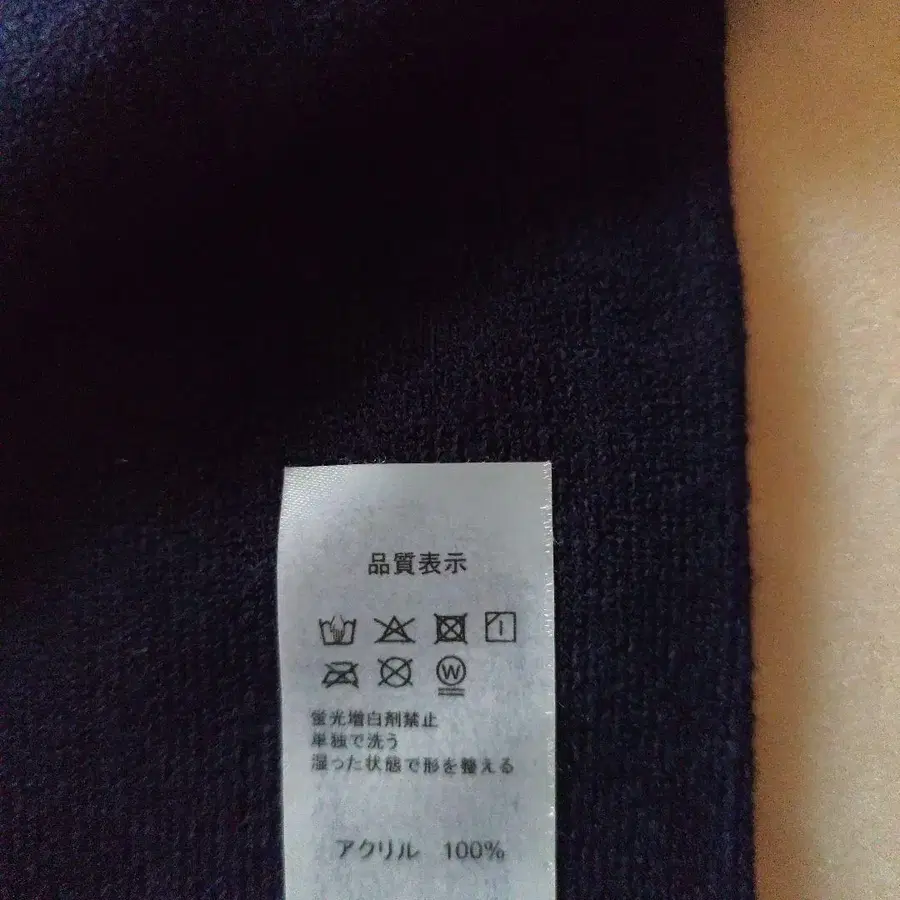 品質表示
W
蛍光増白剤禁止
単独で洗う
湿った状態で形を整える
アクリル 100%